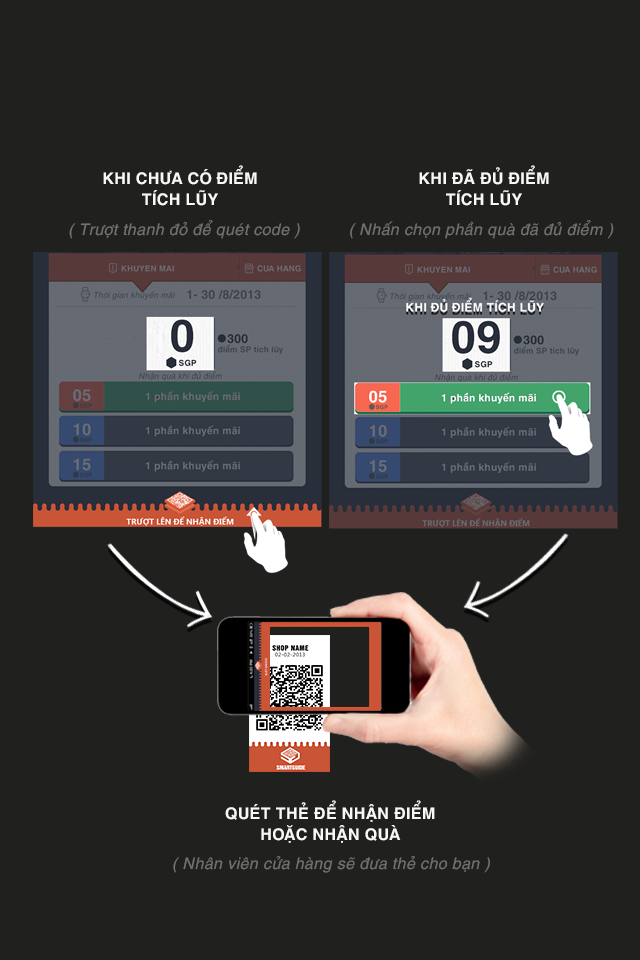 KHI CHƯA CÓ ĐIỂM
TÍCH LŨY
( Trượt thanh đỏ để quét code )
KHI ĐÃ ĐỦ ĐIỂM
TÍCH LŨY
( Nhấn chọn phần quà đã đủ điểm )
KHUYEN MAI
CUA HANG
Thời gian khuyến mãi 1- 30 /8/2013
0
SGP
300
điểm SP tích lũy
Nhận quà khi đủ điểm
05
SGP
1 phần khuyến mãi
10
SGP
1 phần khuyến mãi
15
SGP
1 phần khuyến mãi
TRƯỢT LÊN ĐỂ NHẬN ĐIỂM
KHUYEN MAI
CUA HANG
Thời gian khuyến mãi 1- 30 /8/2013
KHI ĐỦ ĐIỂM TÍCH LŨY
KHI ĐỦ ĐIỂM TÍCH LŨY
09
SGP
300
điểm SP tích lũy
Nhận quà khi đủ điểm
05
SGP
1 phần khuyến mãi
10
SGP
1 phần khuyến mãi
15
SGP
1 phần khuyến mãi
TRƯỢT LÊN ĐỂ NHẬN ĐIỂM
SHOP NAME
02-02-2013
SMARTGUIDE
QUÉT THẺ ĐỂ NHẬN ĐIỂM
HOẶC NHẬN QUÀ
( Nhân viên cửa hàng sẽ đưa thẻ cho bạn )